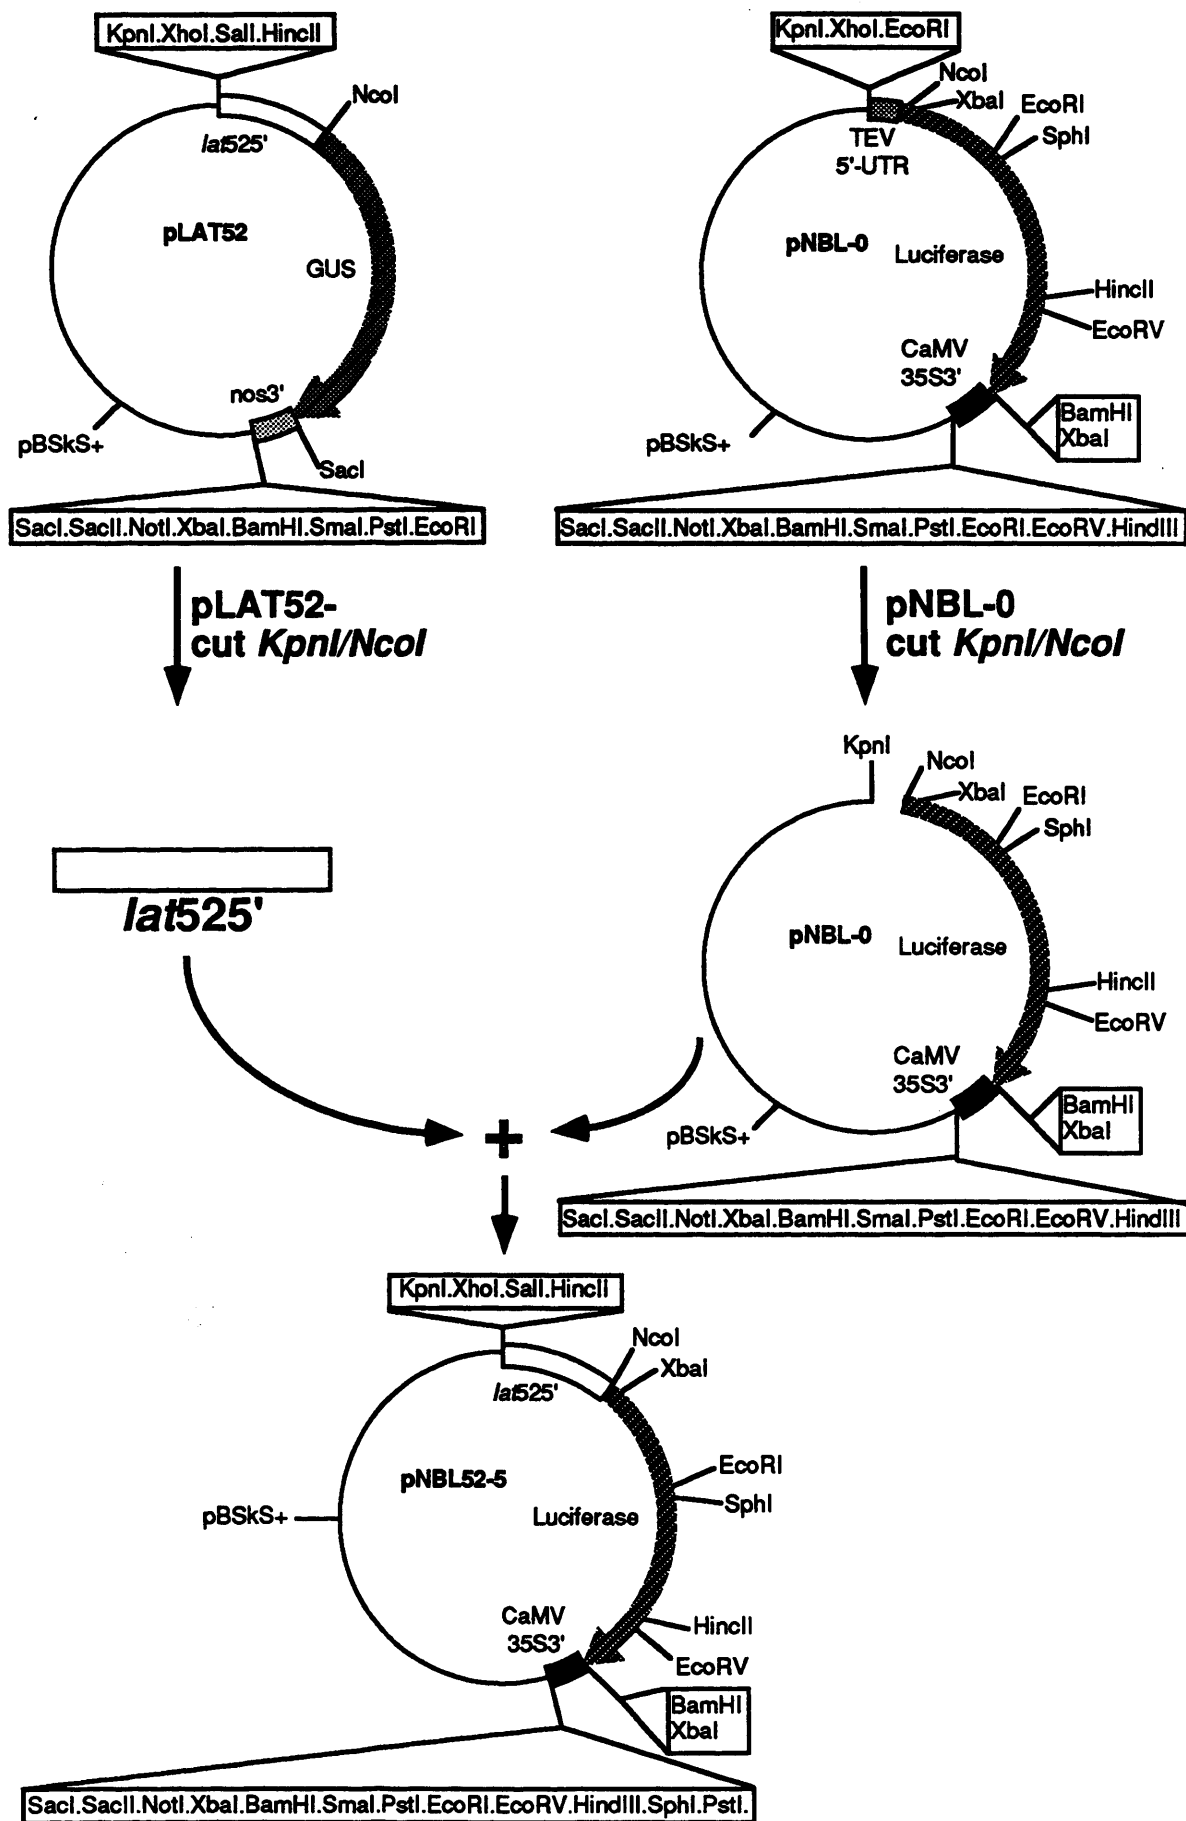 KpnI.XhoI.SalI.HincII
NcoI
lat525'
pLAT52
GUS
nos3'
pBSkS+
SacI
SacI.SacII.NotI.XbaI.BamHI.SmaI.PstI.EcoRI
KpnI.XhoI.EcoRI
NcoI
XbaI
EcoRI
SphI
TEV
5'-UTR
pNBL-0
Luciferase
HincII
EcoRV
CaMV
35S3'
BamHI
XbaI
pBSkS+
SacI.SacII.NotI.XbaI.BamHI.SmaI.PstI.EcoRI.EcoRV.HindIII
pLAT52-
cut KpnI/NcoI
pNBL-0
cut KpnI/NcoI
lat525'
KpnI
NcoI
XbaI
EcoRI
SphI
pNBL-0
Luciferase
HincII
EcoRV
CaMV
35S3'
BamHI
XbaI
pBSkS+
+
SacI.SacII.NotI.XbaI.BamHI.SmaI.PstI.EcoRI.EcoRV.HindIII
KpnI.XhoI.SalI.HincII
NcoI
XbaI
lat525'
EcoRI
SphI
pNBL52-5
pBSkS+
Luciferase
CaMV
35S3'
HincII
EcoRV
BamHI
XbaI
SacI.SacII.NotI.XbaI.BamHI.SmaI.PstI.EcoRI.EcoRV.HindIII.SphI.PstI.